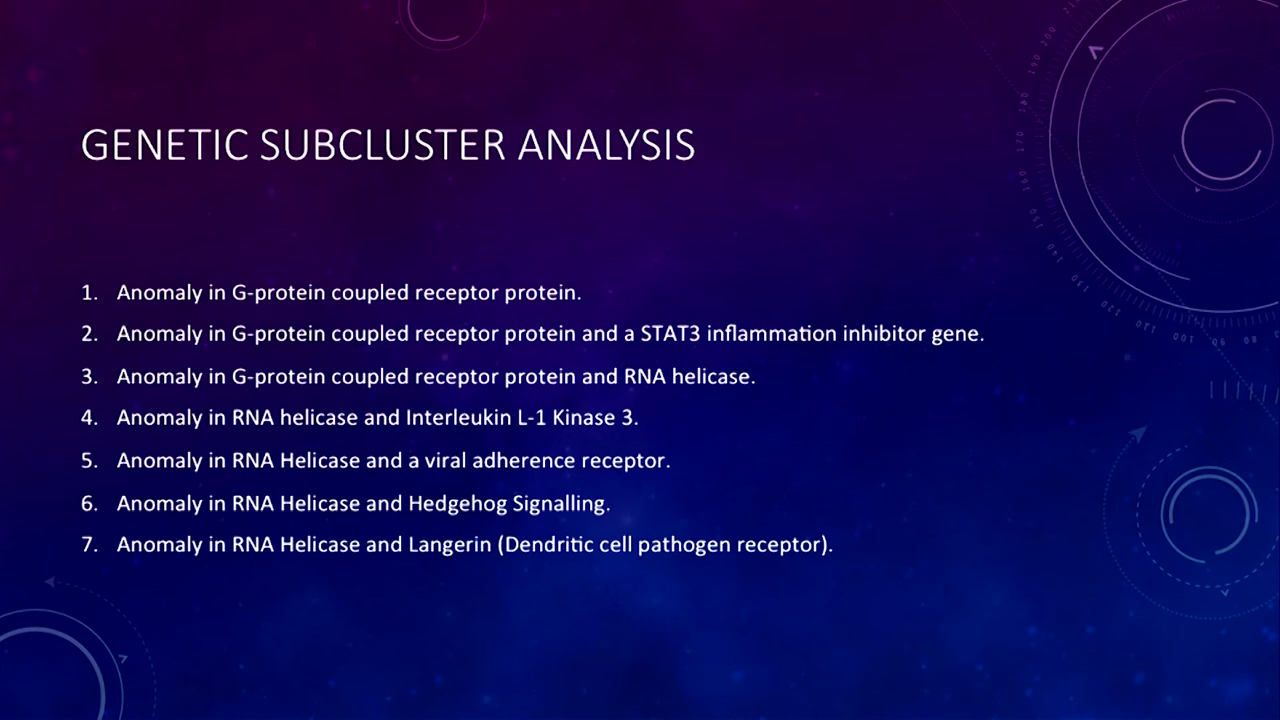 GENETIC SUBCLUSTER ANALYSIS
1. Anomaly in G-protein coupled receptor protein.
2. Anomaly in G-protein coupled receptor protein and a STAT3 inflammation inhibitor gene.
3. Anomaly in G-protein coupled receptor protein and RNA helicase.
4. Anomaly in RNA helicase and Interleukin L-1 Kinase 3.
5. Anomaly in RNA Helicase and a viral adherence receptor.
6. Anomaly in RNA Helicase and Hedgehog Signalling.
7. Anomaly in RNA Helicase and Langerin (Dendritic cell pathogen receptor).